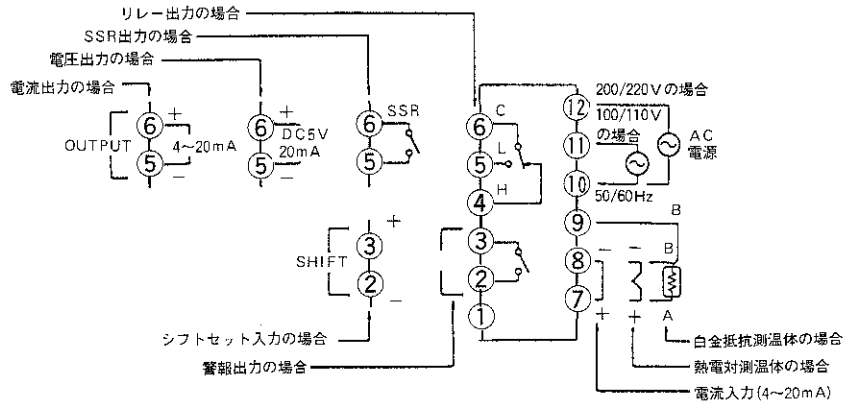 リレー出力の場合
SSR出力の場合
電圧出力の場合
電流出力の場合
OUTPUT
6
5
+
4〜20mA
−
6
5
+
DC5V
20mA
−
6
5
SSR
SHIFT
3
2
+
−
シフトセット入力の場合
警報出力の場合
6
5
4
3
2
1
C
L
H
12
11
10
9
8
7
200/220Vの場合
100/110V
の場合
AC
電源
50/60Hz
B
−
−
B
+
+
A
白金抵抗測温体の場合
熱電対測温体の場合
電流入力(4〜20mA)